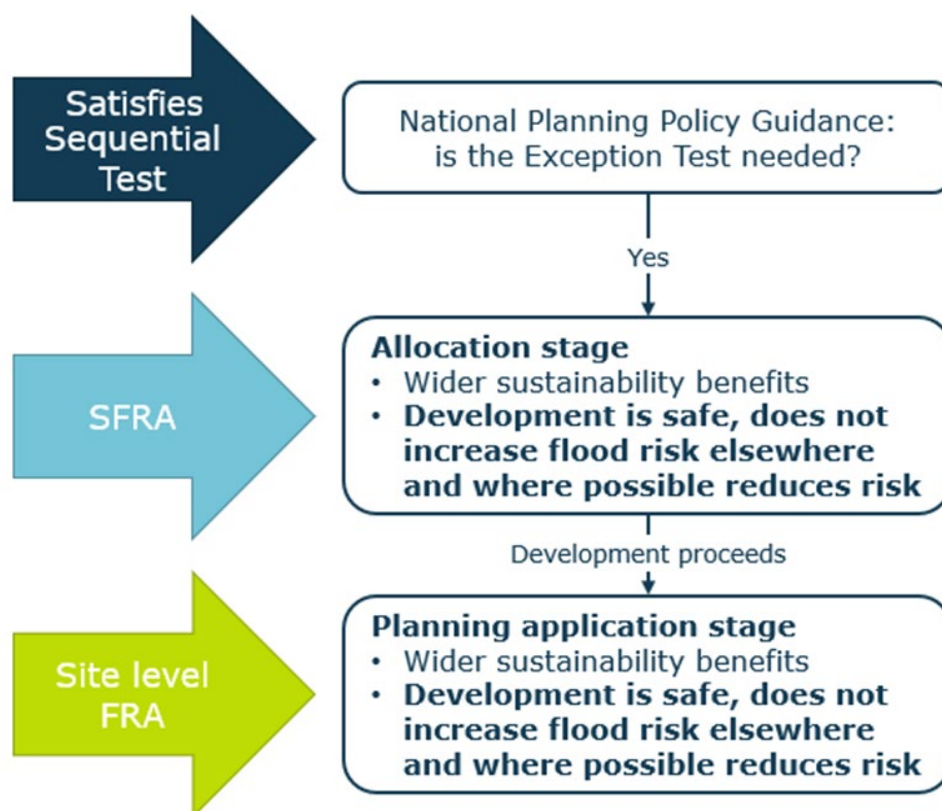 Satisfies
Sequential
Test
National Planning Policy Guidance:
is the Exception Test needed?
Yes
SFRA
Allocation stage
• Wider sustainability benefits
• Development is safe, does not
increase flood risk elsewhere
and where possible reduces risk
Development proceeds
Site level
FRA
Planning application stage
• Wider sustainability benefits
• Development is safe, does not
increase flood risk elsewhere
and where possible reduces risk